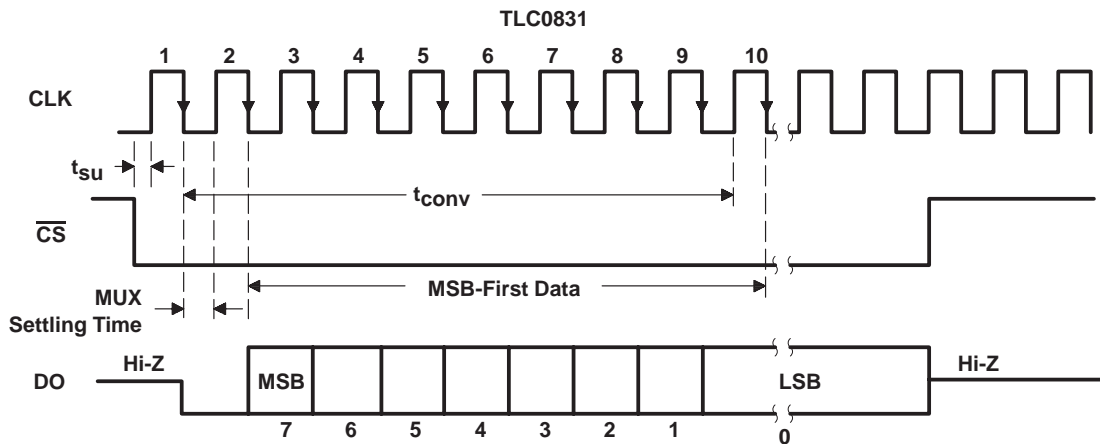 TLC0831
1 2 3 4 5 6 7 8 9 10
CLK
tsu
tconv
CS
MSB-First Data
MUX
Settling Time
Hi-Z
Hi-Z
DO
MSB
LSB
7 6 5 4 3 2 1 0